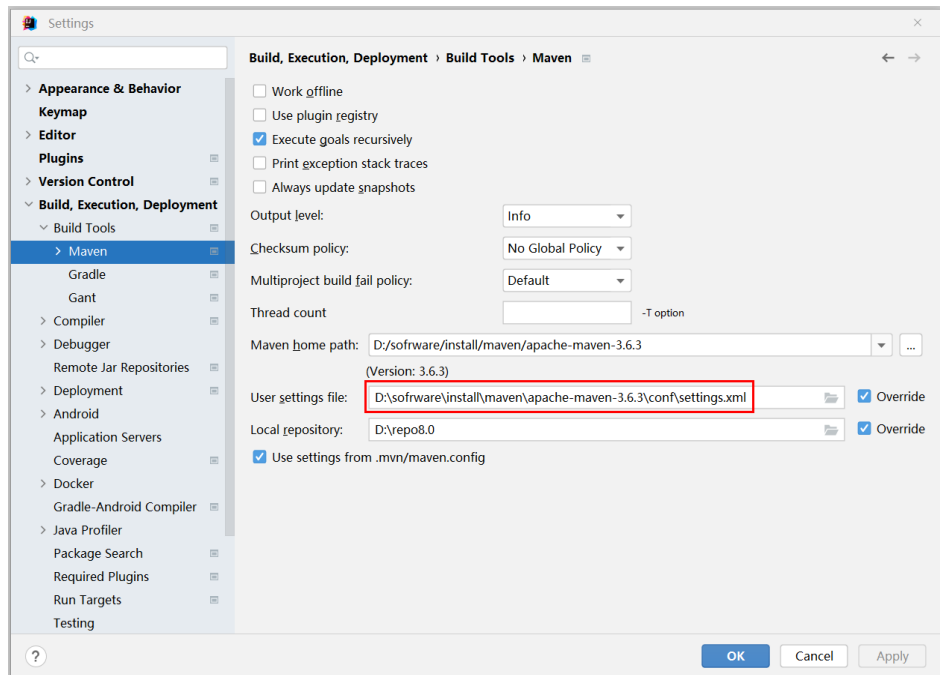 Settings
Build, Execution, Deployment › Build Tools › Maven
Appearance & Behavior
Keymap
Editor
Plugins
Version Control
Build, Execution, Deployment
Build Tools
Maven
Gradle
Gant
Compiler
Debugger
Remote Jar Repositories
Deployment
Android
Application Servers
Coverage
Docker
Gradle-Android Compiler
Java Profiler
Package Search
Required Plugins
Run Targets
Testing
Work offline
Use plugin registry
Execute goals recursively
Print exception stack traces
Always update snapshots
Output level: Info
Checksum policy: No Global Policy
Multiproject build fail policy: Default
Thread count -T option
Maven home path: D:/sofrware/install/maven/apache-maven-3.6.3 ...
(Version: 3.6.3)
User settings file: D:\sofrware\install\maven\apache-maven-3.6.3\conf\settings.xml Override
Local repository: D:\repo8.0 Override
Use settings from .mvn/maven.config
? OK Cancel Apply